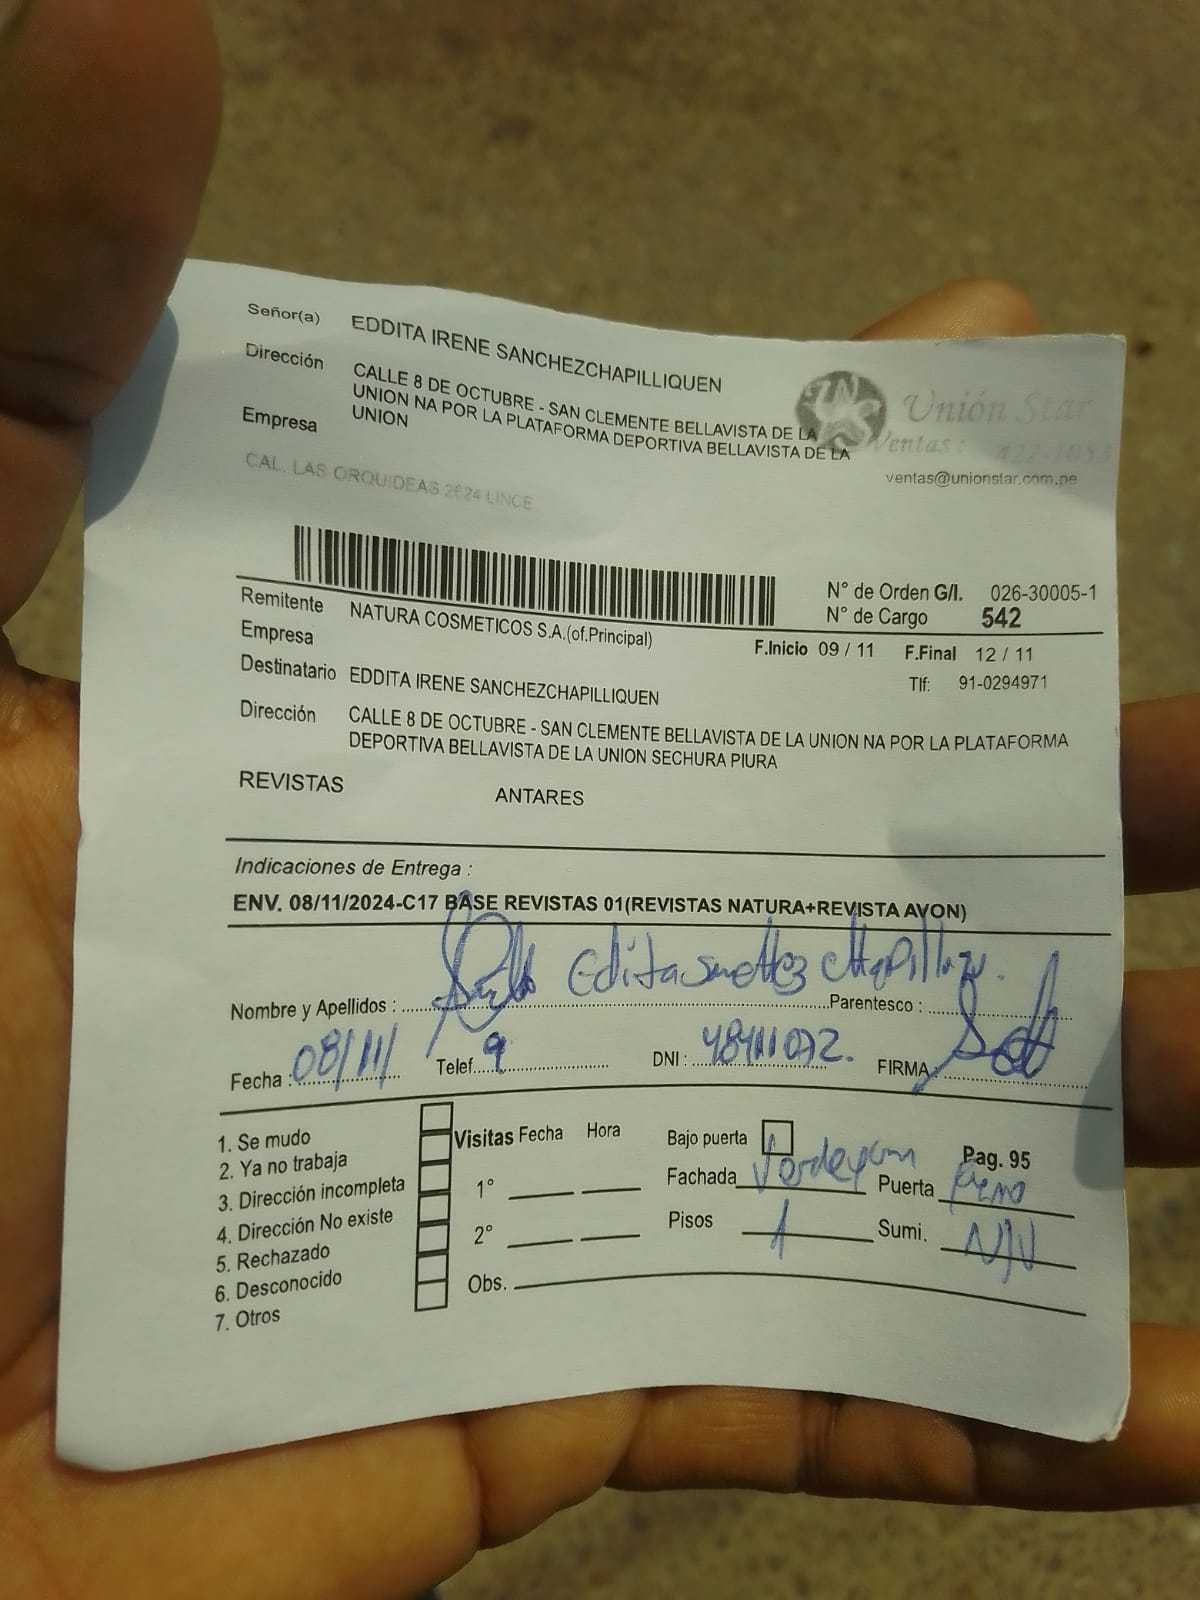 Señor(a) EDDITA IRENE SANCHEZCHAPILLIQUEN
Dirección CALLE 8 DE OCTUBRE - SAN CLEMENTE BELLAVISTA DE LA
UNION NA POR LA PLATAFORMA DEPORTIVA BELLAVISTA DE LA
Empresa UNION
Unión Star
Ventas: 422-1053
ventas@unionstar.com.pe
CAL. LAS ORQUIDEAS 2624 LINCE
N° de Orden G/I. 026-30005-1
N° de Cargo 542
Remitente NATURA COSMETICOS S.A.(of.Principal)
Empresa
F.Inicio 09 / 11 F.Final 12 / 11
Destinatario EDDITA IRENE SANCHEZCHAPILLIQUEN
Tlf: 91-0294971
Dirección CALLE 8 DE OCTUBRE - SAN CLEMENTE BELLAVISTA DE LA UNION NA POR LA PLATAFORMA
DEPORTIVA BELLAVISTA DE LA UNION SECHURA PIURA
REVISTAS ANTARES
Indicaciones de Entrega :
ENV. 08/11/2024-C17 BASE REVISTAS 01(REVISTAS NATURA+REVISTA AVON)
Nombre y Apellidos : Edita Parentesco :
Fecha : 08/11/ Telef. 9 DNI : FIRMA :
1. Se mudo
2. Ya no trabaja
3. Dirección incompleta
4. Dirección No existe
5. Rechazado
6. Desconocido
7. Otros
Visitas Fecha Hora
1°
2°
Obs.
Bajo puerta Pag. 95
Fachada Puerta
Pisos 1 Sumi. N/N